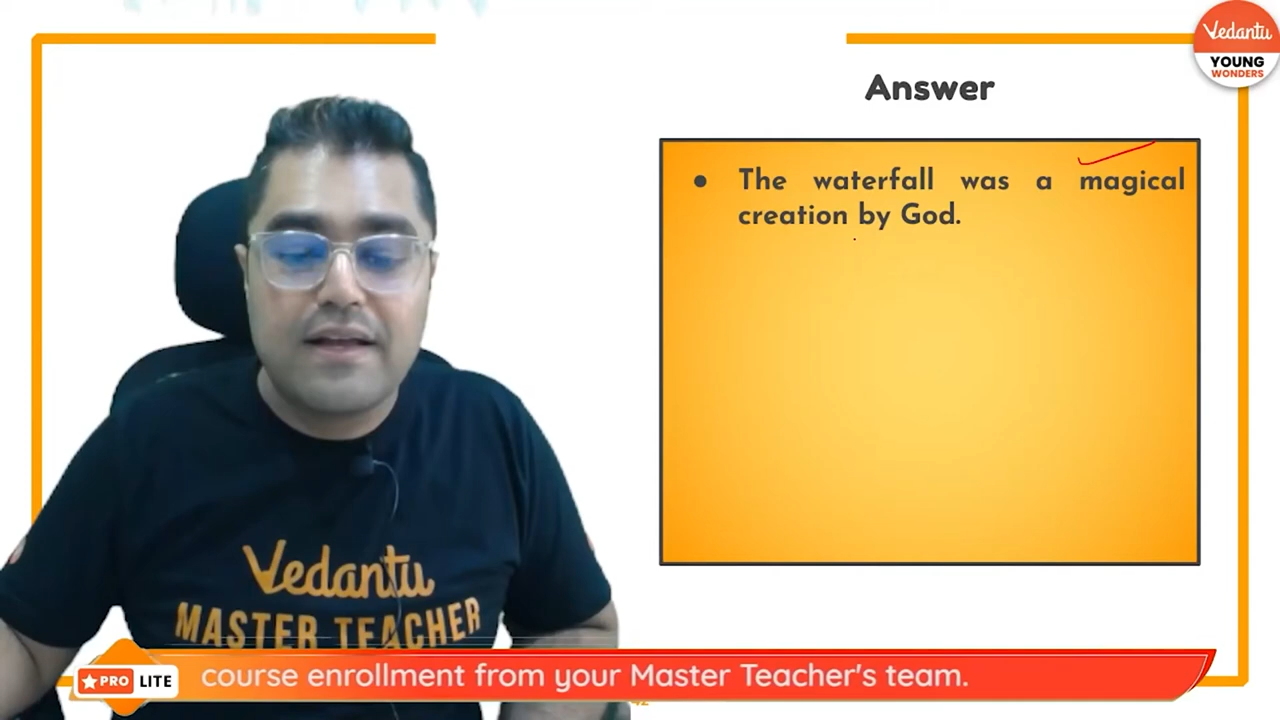 Vedantu
YOUNG
WONDERS
Answer
● The waterfall was a magical
creation by God.
Vedantu
MASTER TEACHER
PRO LITE
course enrollment from your Master Teacher's team.